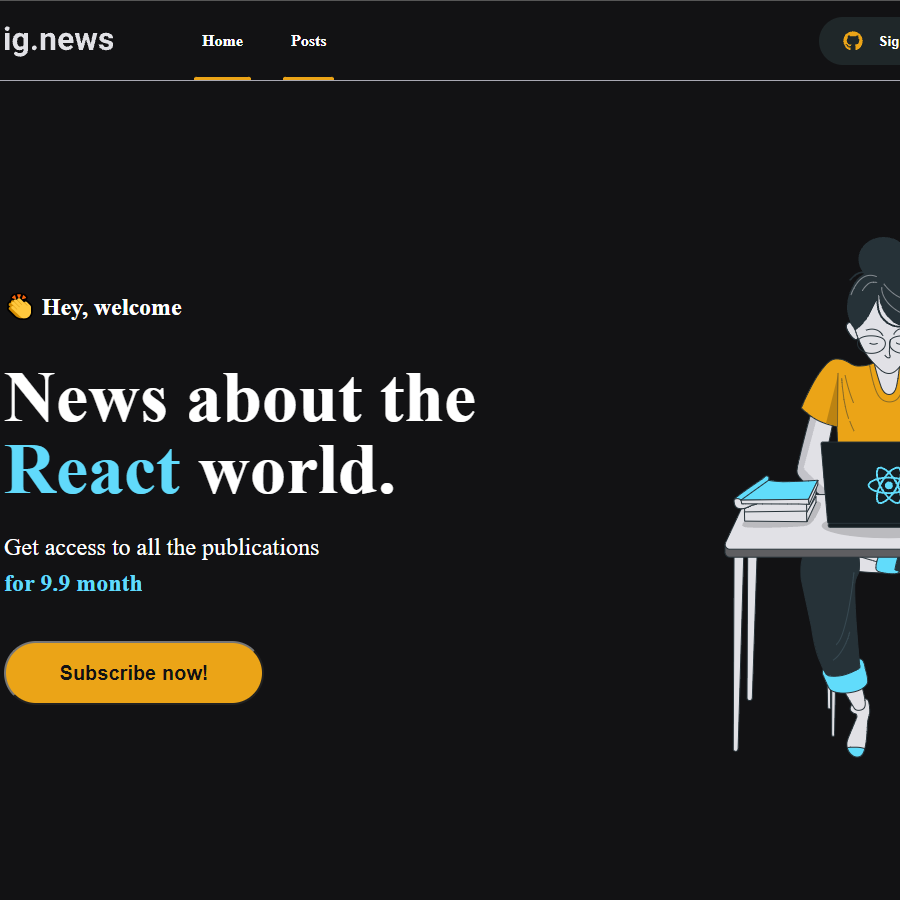 ig.news
Home
Posts
Sig
👏 Hey, welcome
News about the
React world.
Get access to all the publications
for 9.9 month
Subscribe now!